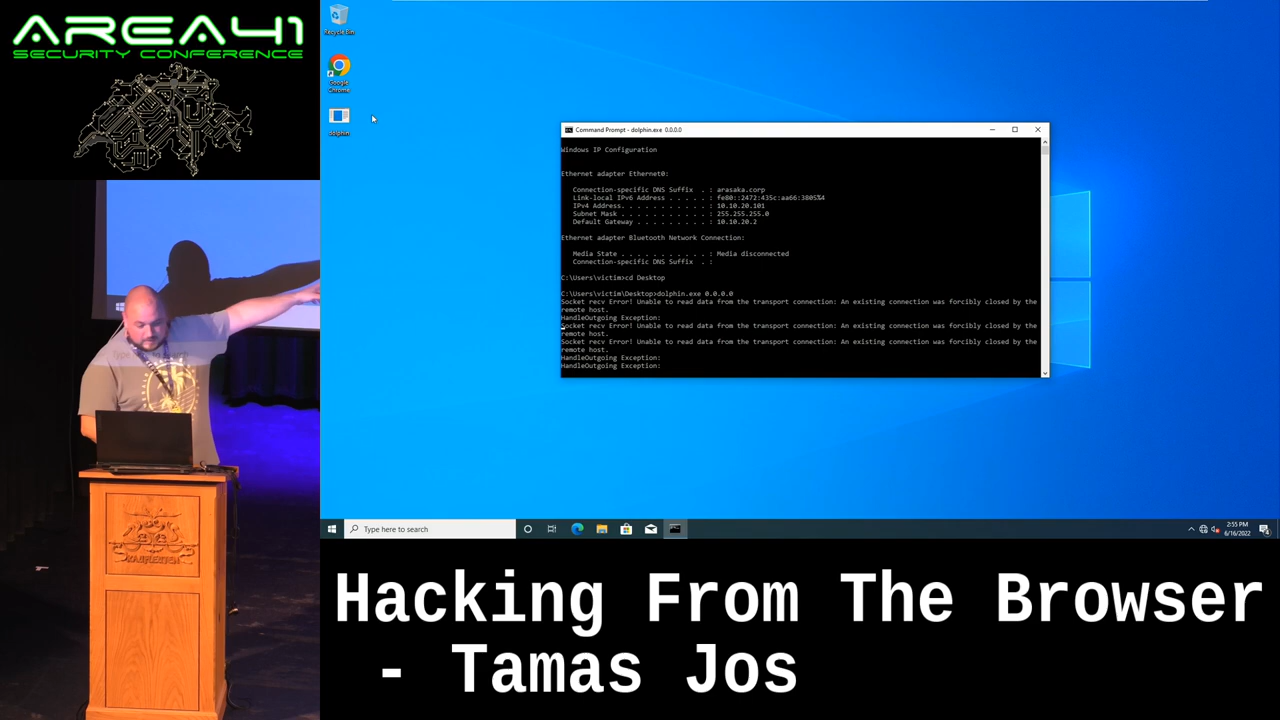 AREA41
SECURITY CONFERENCE
Recycle Bin
Google
Chrome
dolphin
Command Prompt - dolphin.exe 0.0.0.0
Windows IP Configuration
Ethernet adapter Ethernet0:
Connection-specific DNS Suffix . : arasaka.corp
Link-local IPv6 Address . . . . . : fe80::2472:435c:aa66:3805%4
IPv4 Address. . . . . . . . . . . : 10.10.20.101
Subnet Mask . . . . . . . . . . . : 255.255.255.0
Default Gateway . . . . . . . . . : 10.10.20.2
Ethernet adapter Bluetooth Network Connection:
Media State . . . . . . . . . . . : Media disconnected
Connection-specific DNS Suffix . :
C:\Users\victim>cd Desktop
C:\Users\victim\Desktop>dolphin.exe 0.0.0.0
Socket recv Error! Unable to read data from the transport connection: An existing connection was forcibly closed by the
remote host.
HandleOutgoing Exception:
Socket recv Error! Unable to read data from the transport connection: An existing connection was forcibly closed by the
remote host.
Socket recv Error! Unable to read data from the transport connection: An existing connection was forcibly closed by the
remote host.
HandleOutgoing Exception:
HandleOutgoing Exception:
Type here to search
2:55 PM
6/16/2022
Hacking From The Browser
- Tamas Jos